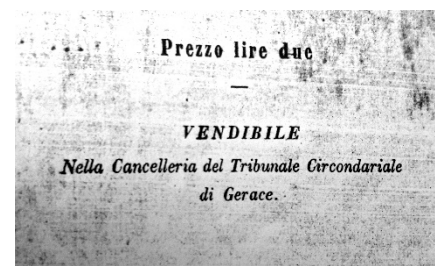 Prezzo lire due
—
VENDIBILE
Nella Cancelleria del Tribunale Circondariale
di Gerace.